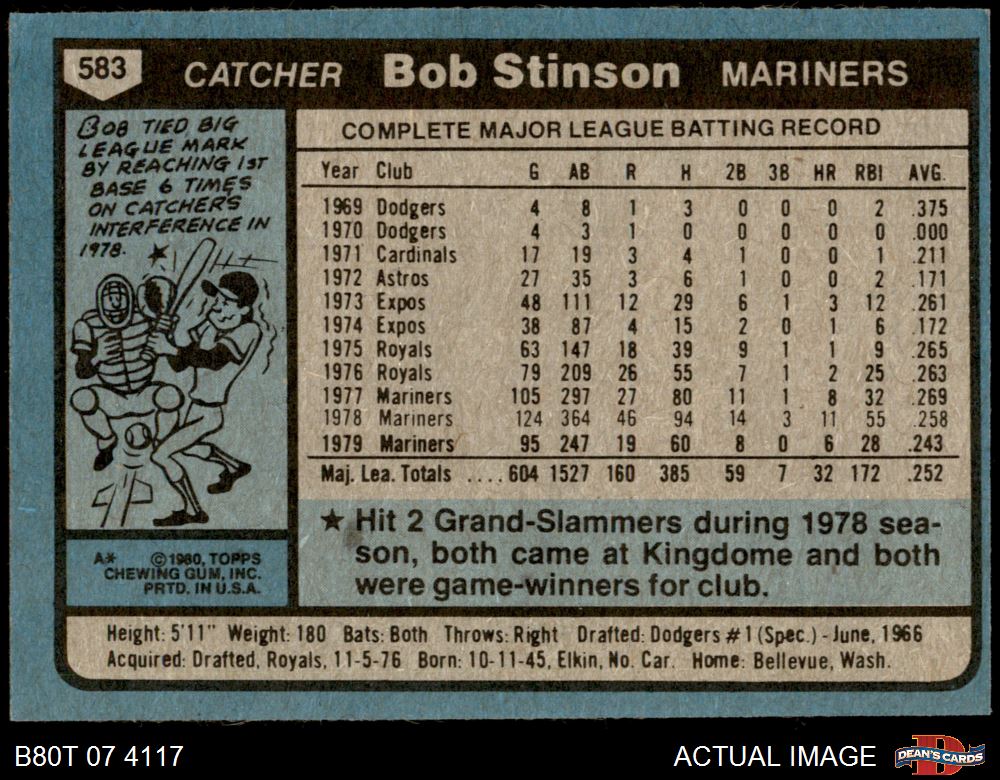 583 CATCHER Bob Stinson MARINERS
BOB TIED BIG
LEAGUE MARK
BY REACHING 1ST
BASE 6 TIMES
ON CATCHER'S
INTERFERENCE IN
1978.
COMPLETE MAJOR LEAGUE BATTING RECORD
Year Club G AB R H 2B 3B HR RBI AVG.
1969 Dodgers 4 8 1 3 0 0 0 2 .375
1970 Dodgers 4 3 1 0 0 0 0 0 .000
1971 Cardinals 17 19 3 4 1 0 0 1 .211
1972 Astros 27 35 3 6 1 0 0 2 .171
1973 Expos 48 111 12 29 6 1 3 12 .261
1974 Expos 38 87 4 15 2 0 1 6 .172
1975 Royals 63 147 18 39 9 1 1 9 .265
1976 Royals 79 209 26 55 7 1 2 25 .263
1977 Mariners 105 297 27 80 11 1 8 32 .269
1978 Mariners 124 364 46 94 14 3 11 55 .258
1979 Mariners 95 247 19 60 8 0 6 28 .243
Maj. Lea. Totals .... 604 1527 160 385 59 7 32 172 .252
★ Hit 2 Grand-Slammers during 1978 sea-
son, both came at Kingdome and both
were game-winners for club.
A* ©1980, TOPPS
CHEWING GUM, INC.
PRTD. IN U.S.A.
Height: 5'11" Weight: 180 Bats: Both Throws: Right Drafted: Dodgers #1 (Spec.) - June, 1966
Acquired: Drafted, Royals, 11-5-76 Born: 10-11-45, Elkin, No. Car. Home: Bellevue, Wash.
B80T 07 4117 ACTUAL IMAGE D DEAN'S CARDS